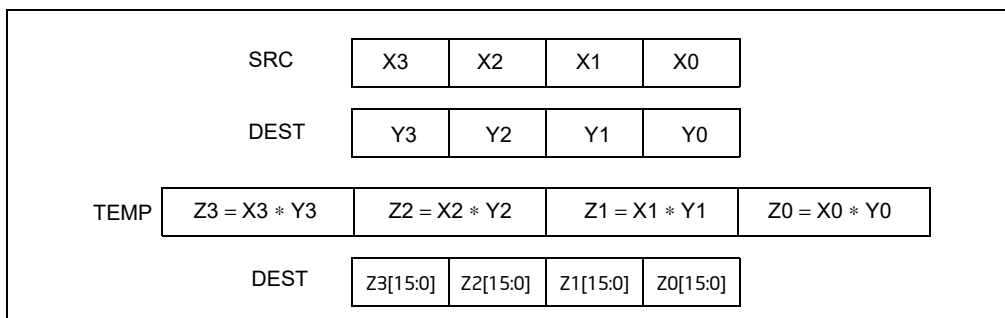 SRC X3 X2 X1 X0
DEST Y3 Y2 Y1 Y0
TEMP Z3 = X3 ∗ Y3 Z2 = X2 ∗ Y2 Z1 = X1 ∗ Y1 Z0 = X0 ∗ Y0
DEST Z3[15:0] Z2[15:0] Z1[15:0] Z0[15:0]